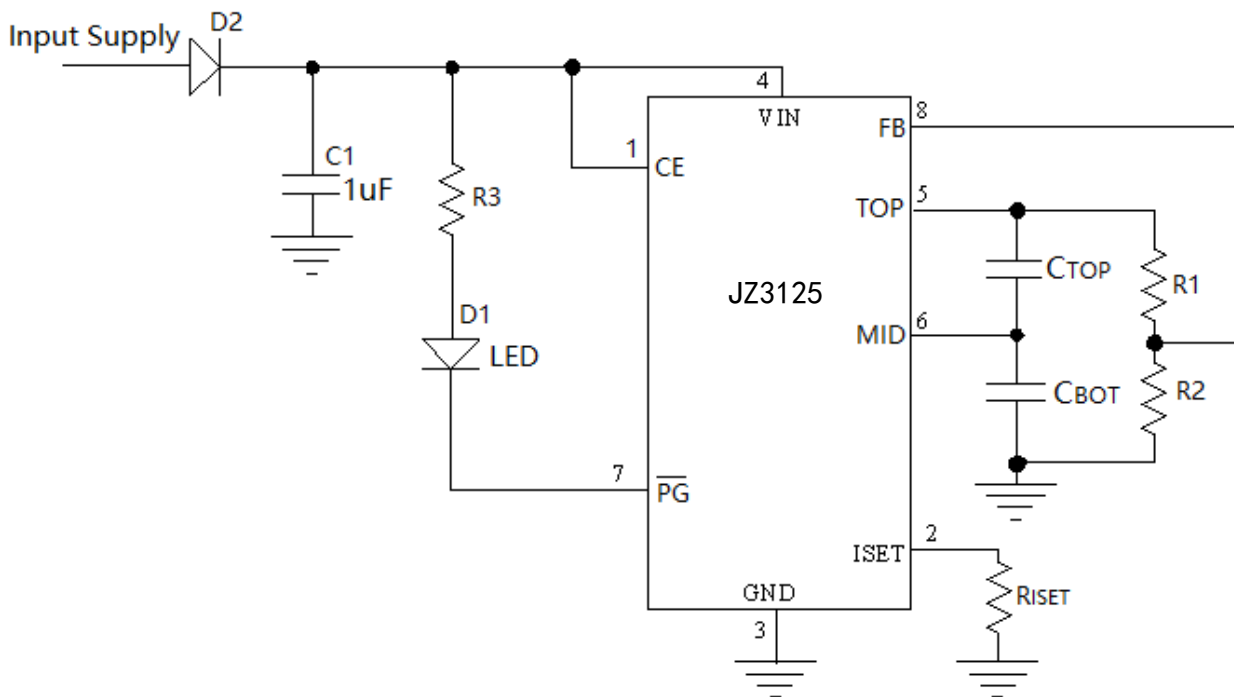 Input Supply
D2
4
VIN
8
FB
C1
1uF
R3
1
CE
5
TOP
CTOP
R1
JZ3125
D1
LED
6
MID
CBOT
R2
7
PG
2
ISET
RISET
GND
3